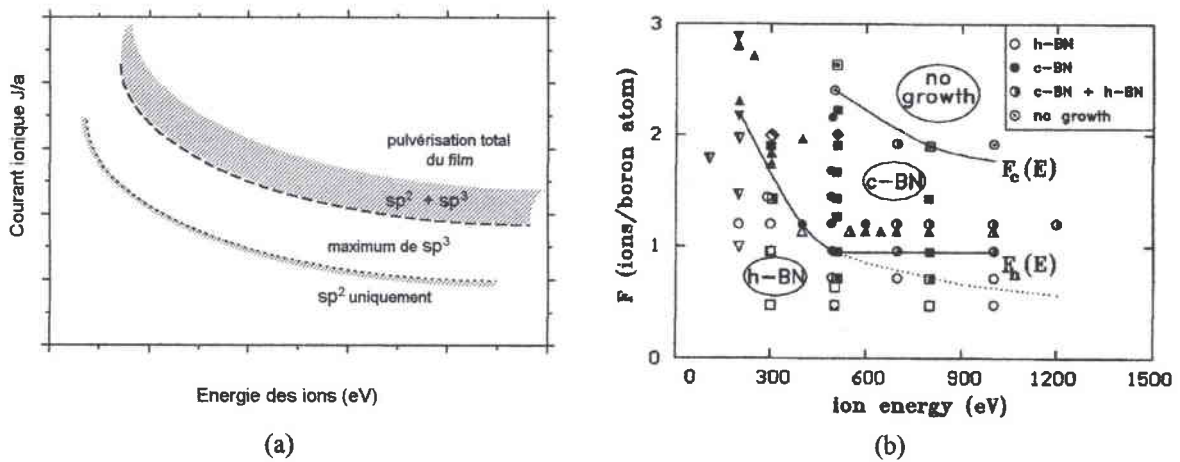 Courant ionique J/a
pulvérisation total
du film
sp² + sp³
maximum de sp³
sp² uniquement
Energie des ions (eV)
(a)
F (ions/boron atom)
3
2
1
0
h-BN
c-BN
c-BN + h-BN
no growth
no
growth
F_c(E)
c-BN
F_h(E)
h-BN
0 300 600 900 1200 1500
ion energy (eV)
(b)